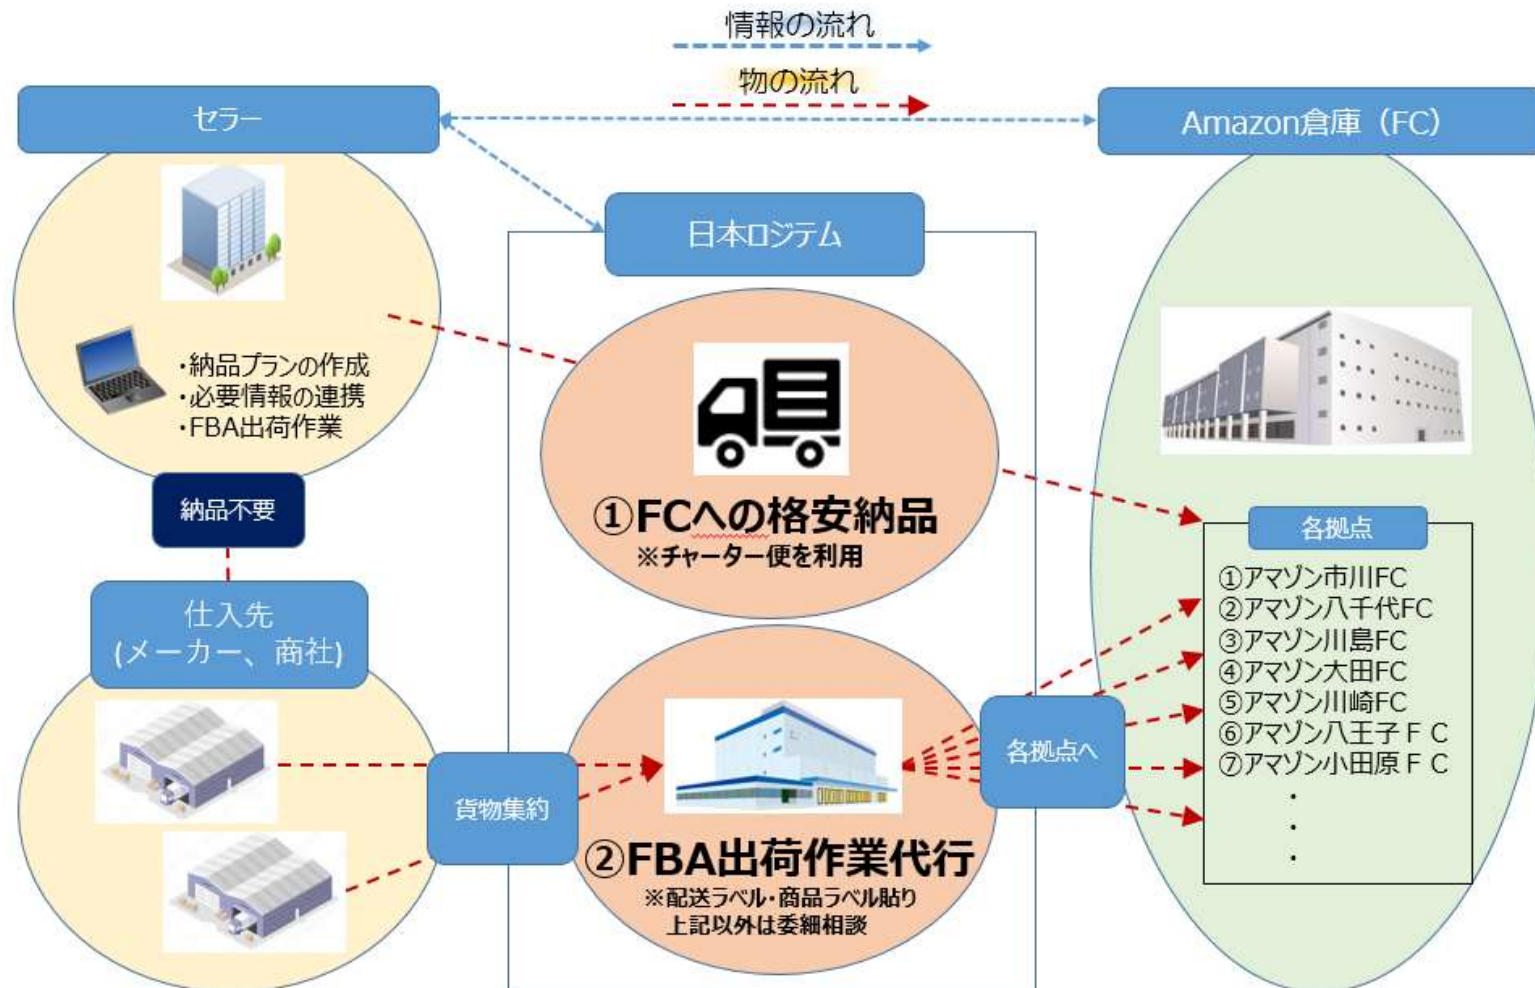 情報の流れ
物の流れ
セラー
Amazon倉庫（FC）
日本ロジテム
・納品プランの作成
・必要情報の連携
・FBA出荷作業
納品不要
①FCへの格安納品
※チャーター便を利用
各拠点
①アマゾン市川FC
②アマゾン八千代FC
③アマゾン川島FC
④アマゾン大田FC
⑤アマゾン川崎FC
⑥アマゾン八王子ＦＣ
⑦アマゾン小田原ＦＣ
・
・
・
仕入先
(メーカー、商社)
貨物集約
各拠点へ
②FBA出荷作業代行
※配送ラベル・商品ラベル貼り
上記以外は委細相談